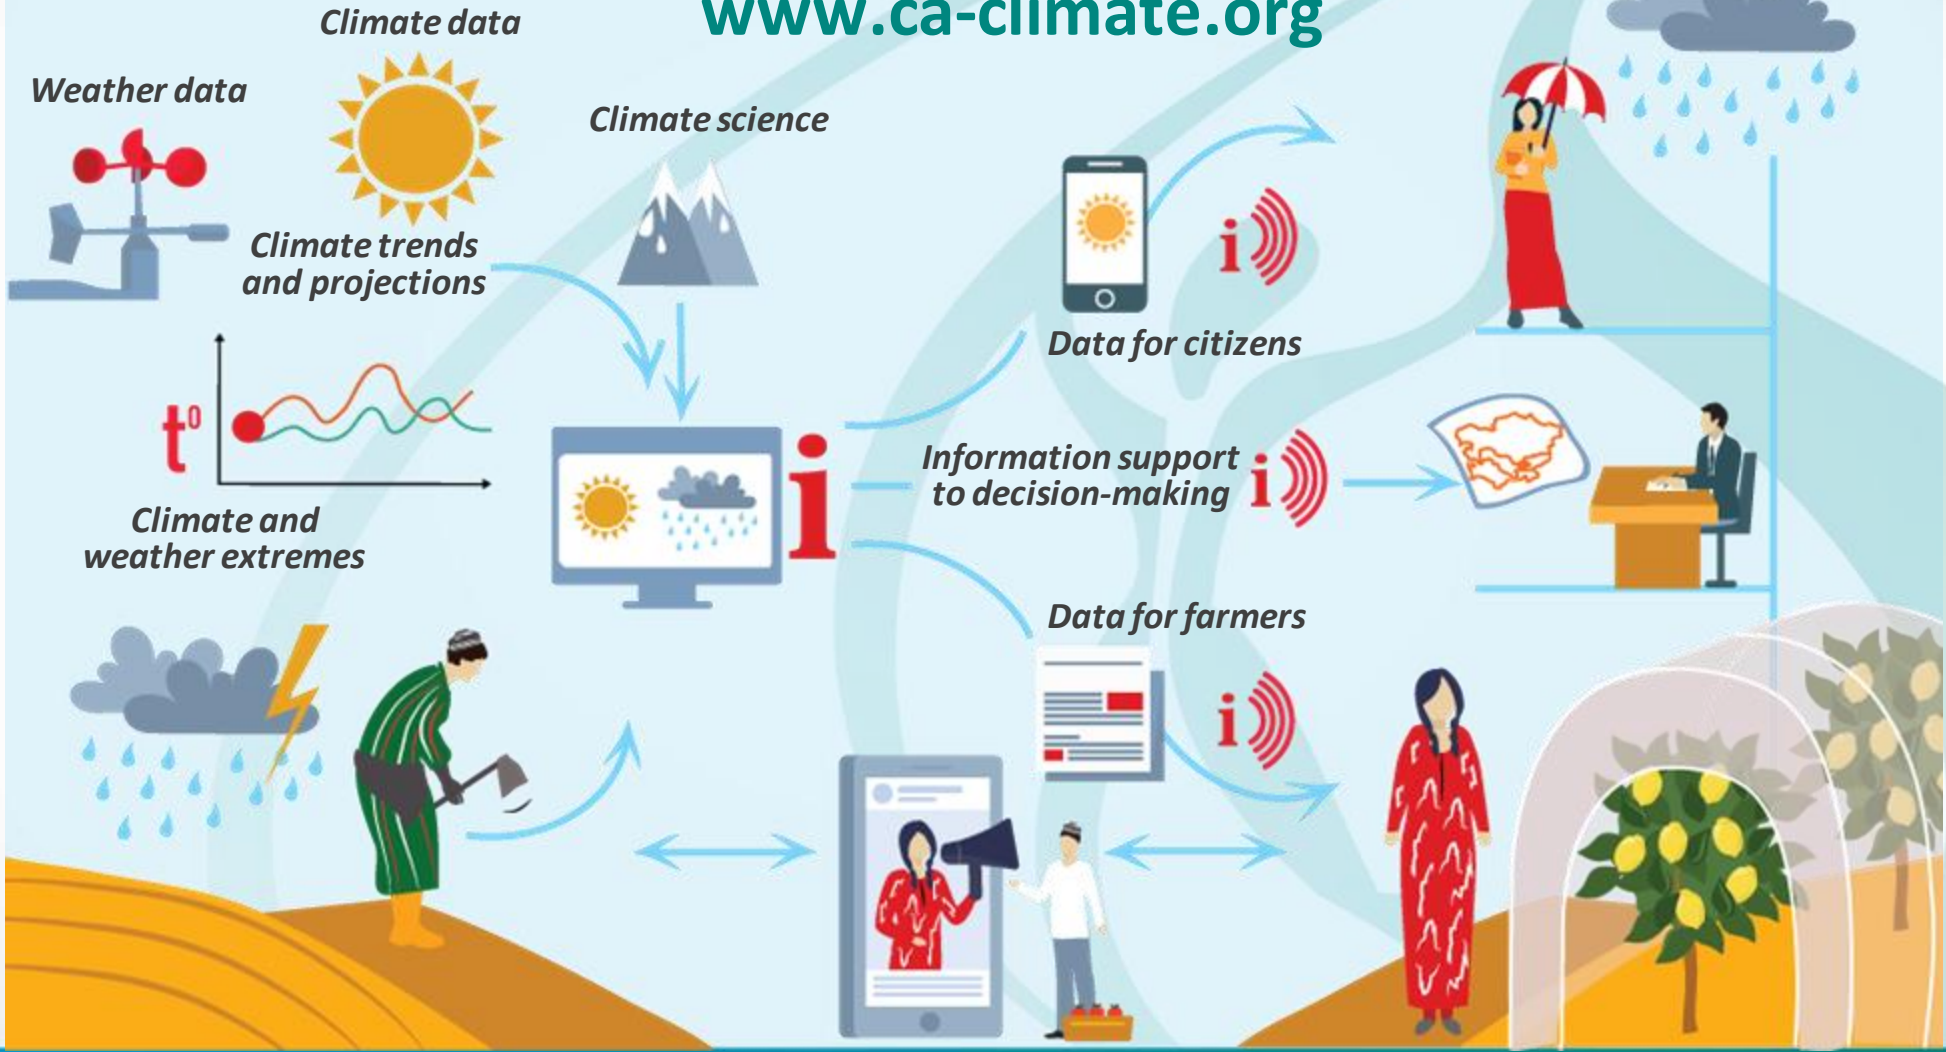 www.ca-climate.org
Climate data
Weather data
Climate science
Climate trends
and projections
t⁰
Climate and
weather extremes
i
Data for citizens
i
Information support
to decision-making
i
Data for farmers
i